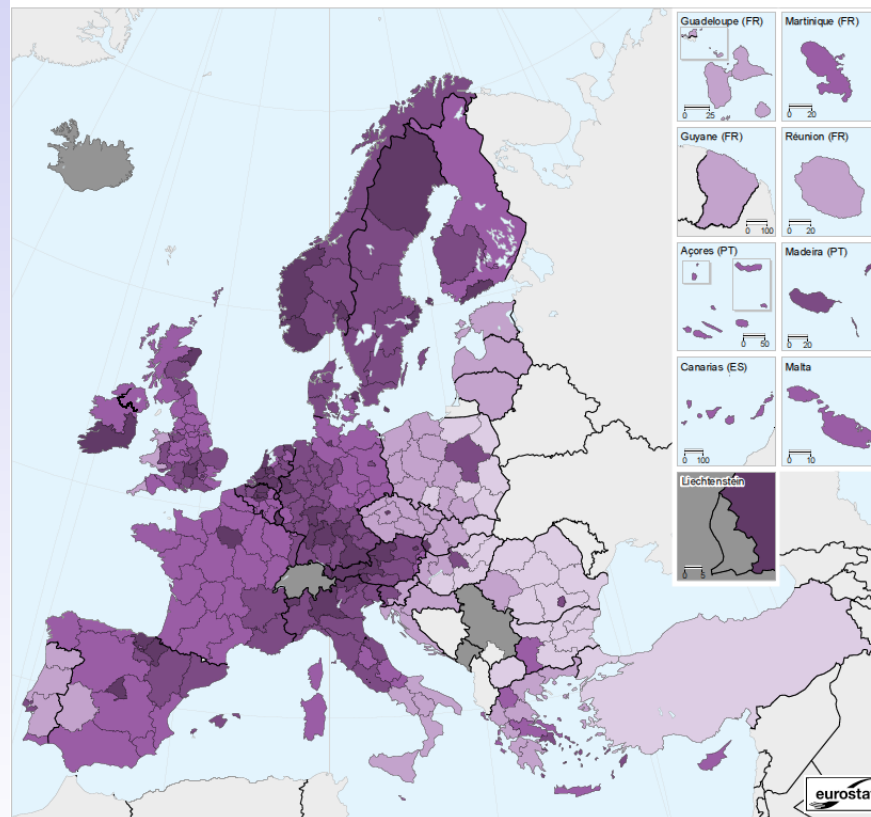 Guadeloupe (FR)
0 25
Martinique (FR)
0 20
Guyane (FR)
0 100
Réunion (FR)
0 20
Açores (PT)
0 50
Madeira (PT)
0 20
Canarias (ES)
0 100
Malta
0 10
Liechtenstein
0 5
eurostat